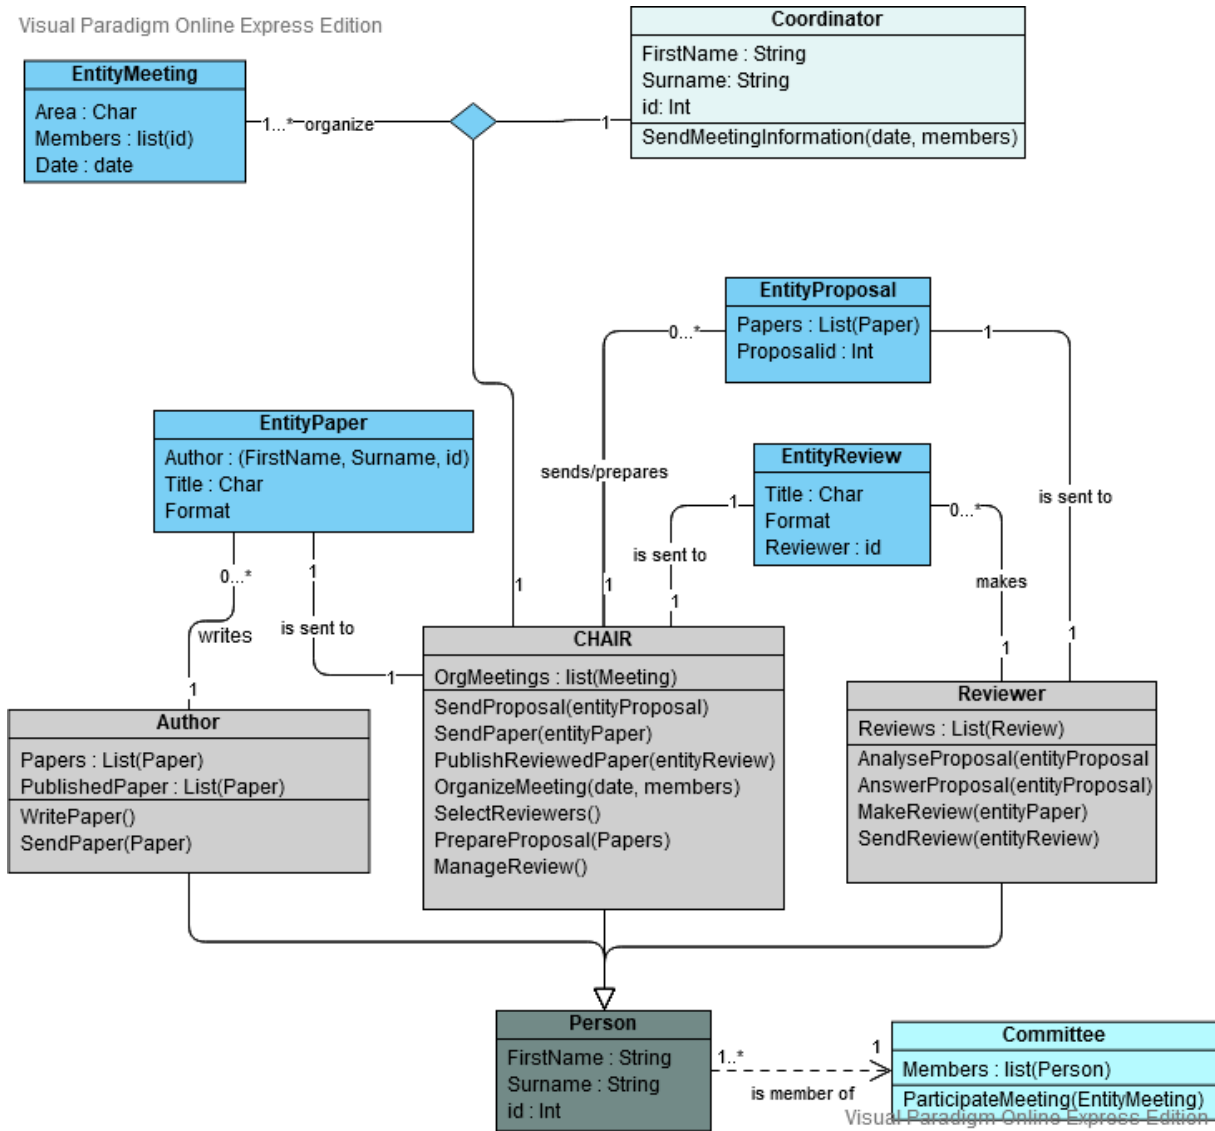 Visual Paradigm Online Express Edition
Coordinator
FirstName : String
Surname: String
id: Int
SendMeetingInformation(date, members)
EntityMeeting
Area : Char
Members : list(id)
Date : date
1...* organize
1
EntityProposal
Papers : List(Paper)
Proposalid : Int
0...*
1
EntityPaper
Author : (FirstName, Surname, id)
Title : Char
Format
EntityReview
Title : Char
Format
Reviewer : id
sends/prepares
is sent to
1
0...*
is sent to
0...*
1
makes
writes
is sent to
1
1
1
1
1
1
1
1
CHAIR
OrgMeetings : list(Meeting)
SendProposal(entityProposal)
SendPaper(entityPaper)
PublishReviewedPaper(entityReview)
OrganizeMeeting(date, members)
SelectReviewers()
PrepareProposal(Papers)
ManageReview()
Author
Papers : List(Paper)
PublishedPaper : List(Paper)
WritePaper()
SendPaper(Paper)
Reviewer
Reviews : List(Review)
AnalyseProposal(entityProposal
AnswerProposal(entityProposal)
MakeReview(entityPaper)
SendReview(entityReview)
Person
FirstName : String
Surname : String
id : Int
1..*
1
is member of
Committee
Members : list(Person)
ParticipateMeeting(EntityMeeting)
Visual Paradigm Online Express Edition